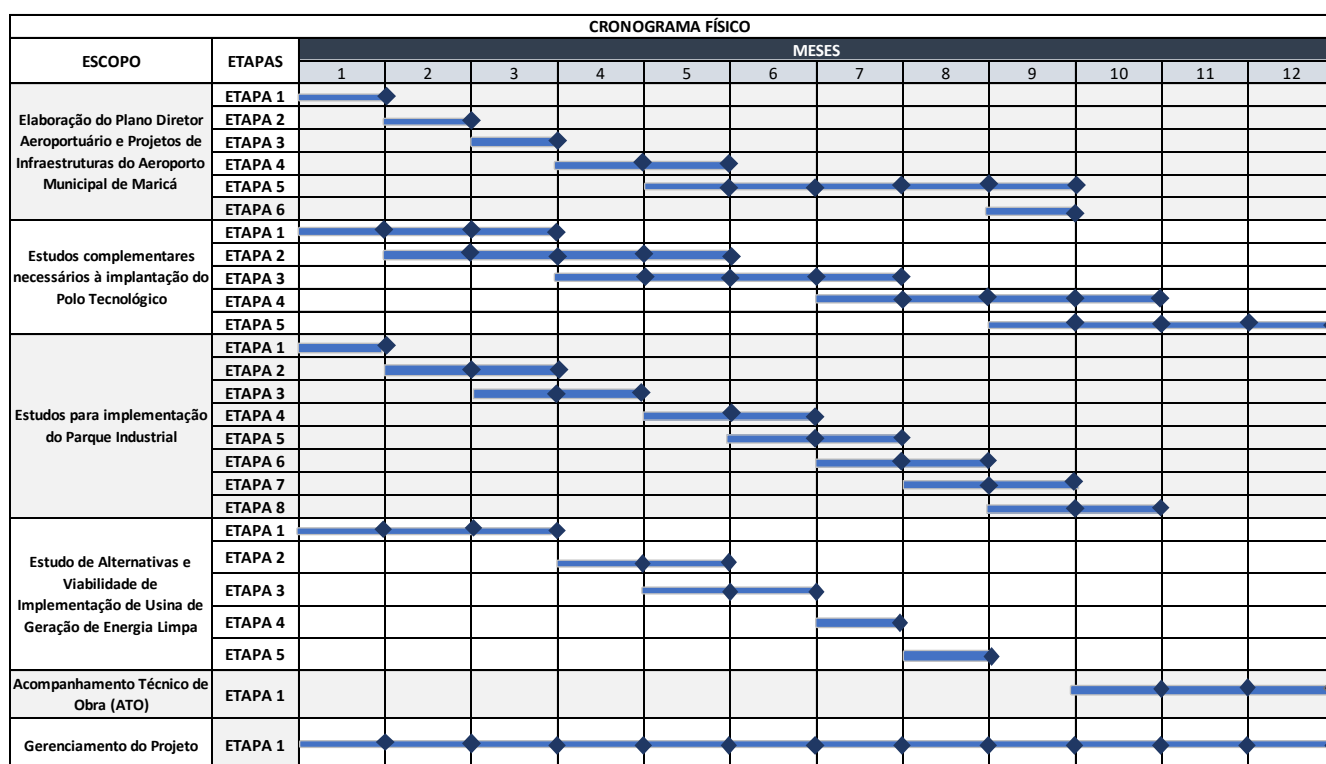 CRONOGRAMA FÍSICO
ESCOPO
ETAPAS
MESES
1 2 3 4 5 6 7 8 9 10 11 12
Elaboração do Plano Diretor
Aeroportuário e Projetos de
Infraestruturas do Aeroporto
Municipal de Maricá
ETAPA 1
ETAPA 2
ETAPA 3
ETAPA 4
ETAPA 5
ETAPA 6
Estudos complementares
necessários à implantação do
Polo Tecnológico
ETAPA 1
ETAPA 2
ETAPA 3
ETAPA 4
ETAPA 5
Estudos para implementação
do Parque Industrial
ETAPA 1
ETAPA 2
ETAPA 3
ETAPA 4
ETAPA 5
ETAPA 6
ETAPA 7
ETAPA 8
Estudo de Alternativas e
Viabilidade de
Implementação de Usina de
Geração de Energia Limpa
ETAPA 1
ETAPA 2
ETAPA 3
ETAPA 4
ETAPA 5
Acompanhamento Técnico de
Obra (ATO)
ETAPA 1
Gerenciamento do Projeto
ETAPA 1